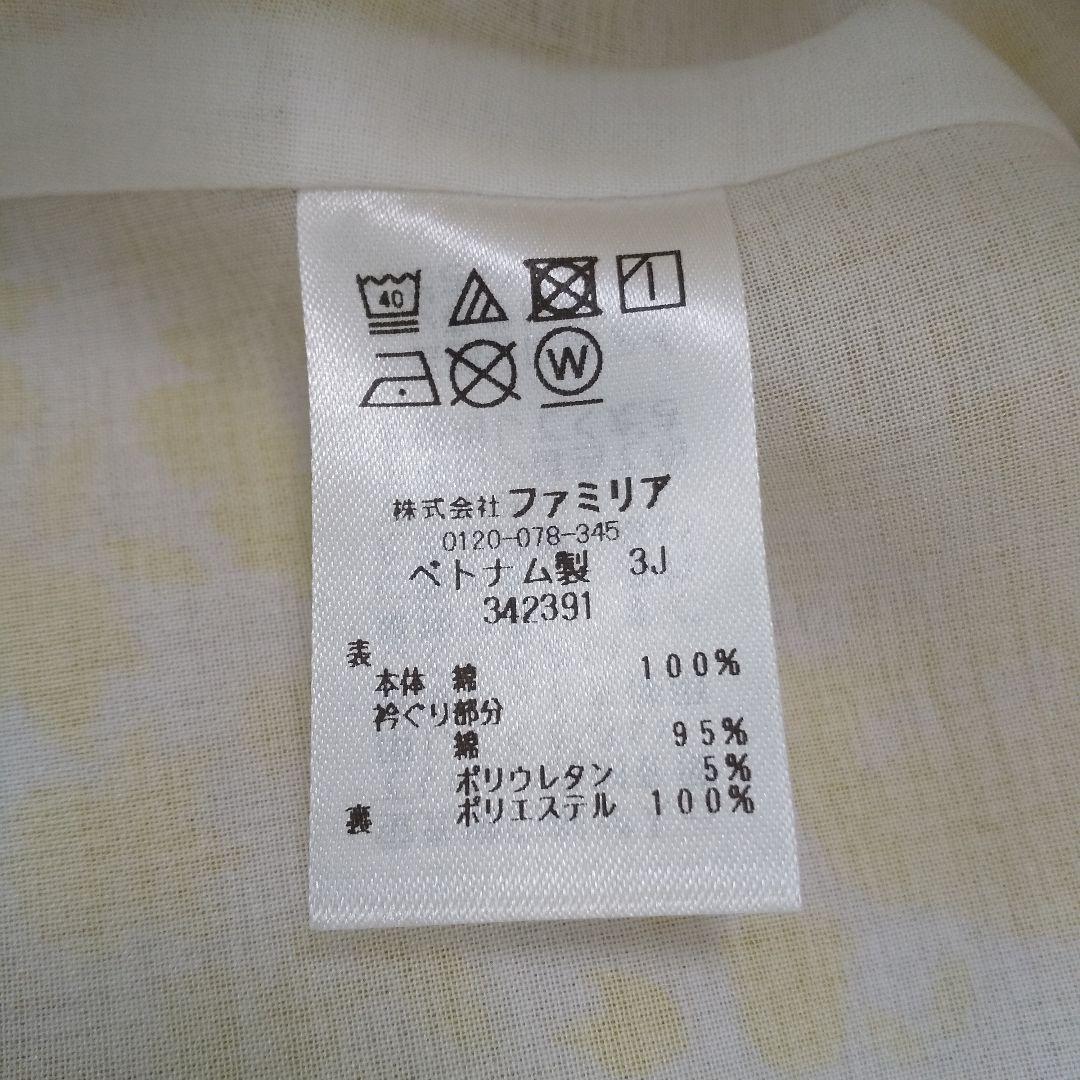 40
W
株式会社 ファミリア
0120-078-345
ベトナム製 3J
342391
表
本体 綿 100%
衿ぐり部分
綿 95%
ポリウレタン 5%
裏 ポリエステル 100%